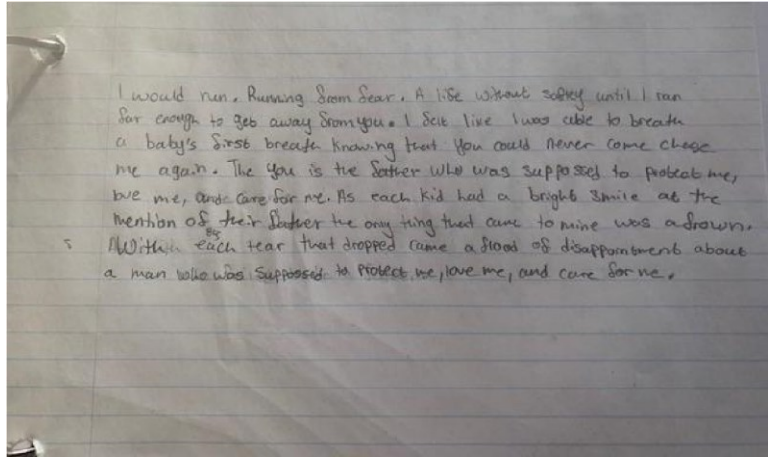 I would run. Running from fear. A life without saftey until I ran
far enough to get away from you. I felt like I was able to breath
a baby's first breath knowing that you could never come chase
me again. The you is the father who was suppossed to protect me,
love me, and care for me. As each kid had a bright smile at the
mention of their father the only thing that came to mine was a frown.
With each tear that dropped came a flood of disappointment about
a man who was suppossed to protect me, love me, and care for me.